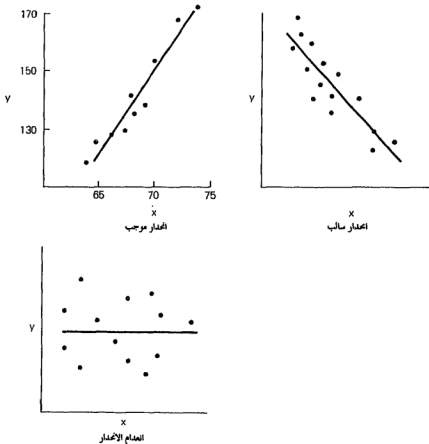 170
150
y
130
65
70
75
x
انحدار موجب
y
x
انحدار سالب
y
x
انعدام الانحدار